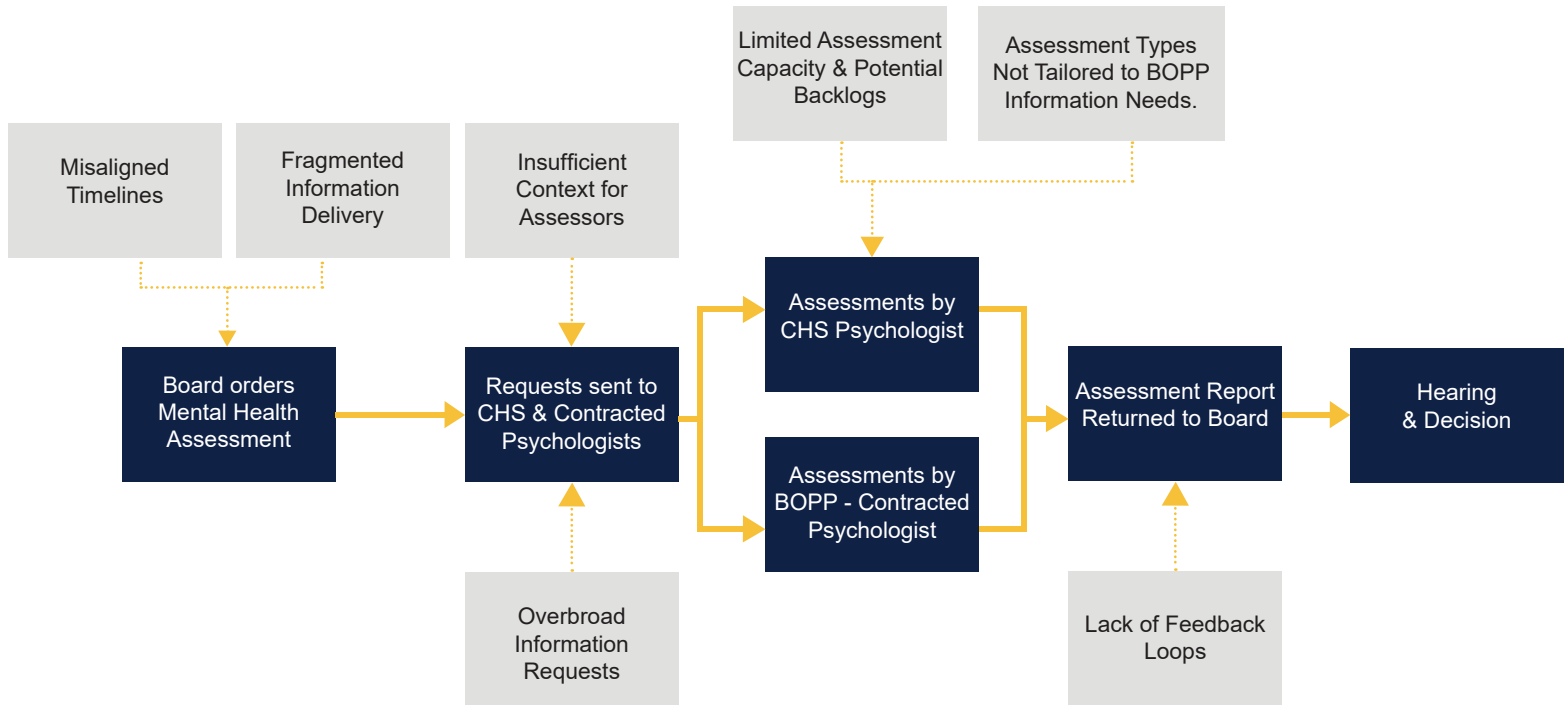 Limited Assessment
Capacity & Potential
Backlogs
Assessment Types
Not Tailored to BOPP
Information Needs.
Misaligned
Timelines
Fragmented
Information
Delivery
Insufficient
Context for
Assessors
Board orders
Mental Health
Assessment
Requests sent to
CHS & Contracted
Psychologists
Assessments by
CHS Psychologist
Assessments by
BOPP - Contracted
Psychologist
Assessment Report
Returned to Board
Hearing
& Decision
Overbroad
Information
Requests
Lack of Feedback
Loops